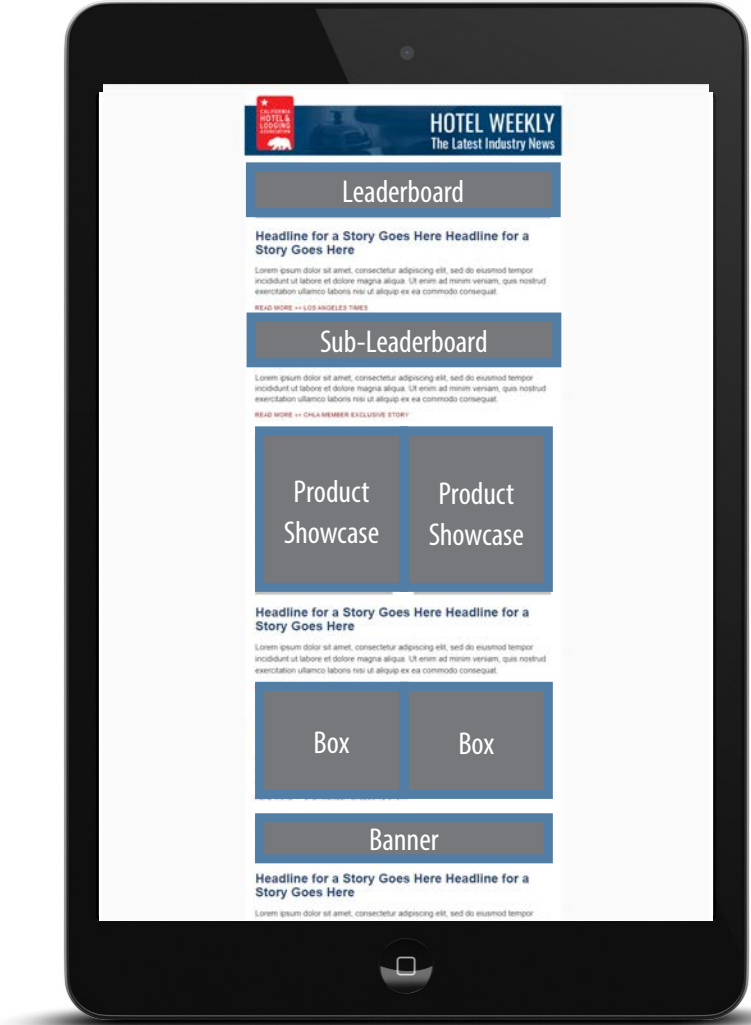 CALIFORNIA
HOTEL &
LODGING
ASSOCIATION
HOTEL WEEKLY
The Latest Industry News
Leaderboard
Headline for a Story Goes Here Headline for a
Story Goes Here
Lorem ipsum dolor sit amet, consectetur adipiscing elit, sed do eiusmod tempor
incididunt ut labore et dolore magna aliqua. Ut enim ad minim veniam, quis nostrud
exercitation ullamco laboris nisi ut aliquip ex ea commodo consequat.
READ MORE >> LOS ANGELES TIMES
Sub-Leaderboard
Lorem ipsum dolor sit amet, consectetur adipiscing elit, sed do eiusmod tempor
incididunt ut labore et dolore magna aliqua. Ut enim ad minim veniam, quis nostrud
exercitation ullamco laboris nisi ut aliquip ex ea commodo consequat.
READ MORE >> CHLA MEMBER EXCLUSIVE STORY
Product
Showcase
Product
Showcase
Headline for a Story Goes Here Headline for a
Story Goes Here
Lorem ipsum dolor sit amet, consectetur adipiscing elit, sed do eiusmod tempor
incididunt ut labore et dolore magna aliqua. Ut enim ad minim veniam, quis nostrud
exercitation ullamco laboris nisi ut aliquip ex ea commodo consequat.
Box
Box
Banner
Headline for a Story Goes Here Headline for a
Story Goes Here
Lorem ipsum dolor sit amet, consectetur adipiscing elit, sed do eiusmod tempor